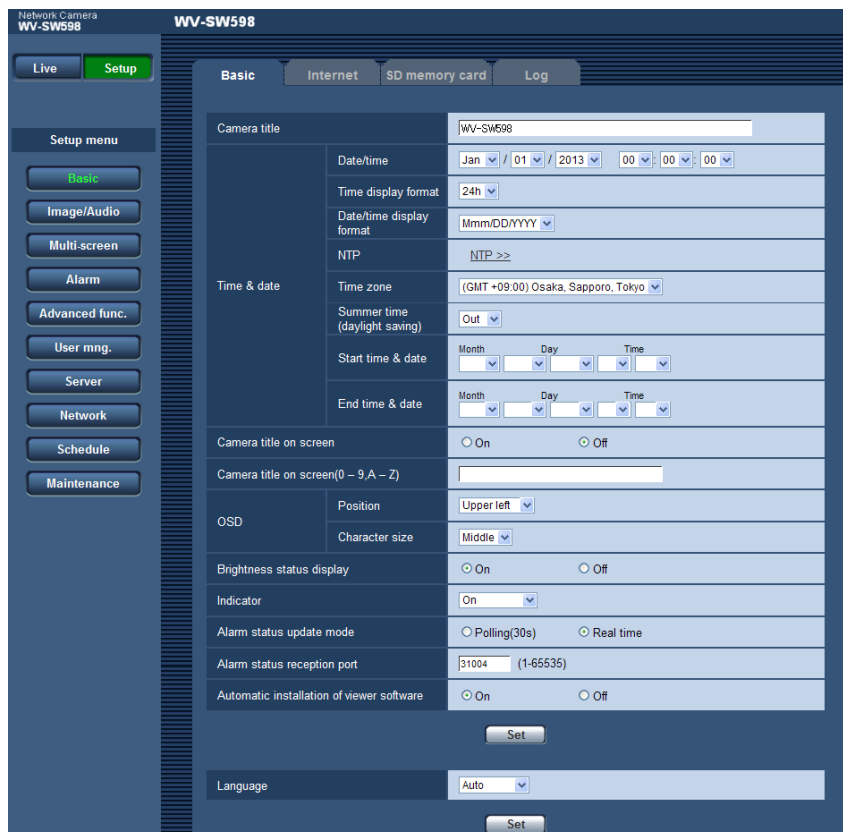 Network Camera
WV-SW598
WV-SW598
Live Setup
Setup menu
Basic
Image/Audio
Multi-screen
Alarm
Advanced func.
User mng.
Server
Network
Schedule
Maintenance
Basic Internet SD memory card Log
Camera title WV-SW598
Time & date
Date/time Jan / 01 / 2013 00 : 00 : 00
Time display format 24h
Date/time display
format Mmm/DD/YYYY
NTP NTP >>
Time zone (GMT +09:00) Osaka, Sapporo, Tokyo
Summer time
(daylight saving) Out
Start time & date Month Day Time
End time & date Month Day Time
Camera title on screen On Off
Camera title on screen(0 – 9,A – Z)
OSD
Position Upper left
Character size Middle
Brightness status display On Off
Indicator On
Alarm status update mode Polling(30s) Real time
Alarm status reception port 31004 (1-65535)
Automatic installation of viewer software On Off
Set
Language Auto
Set